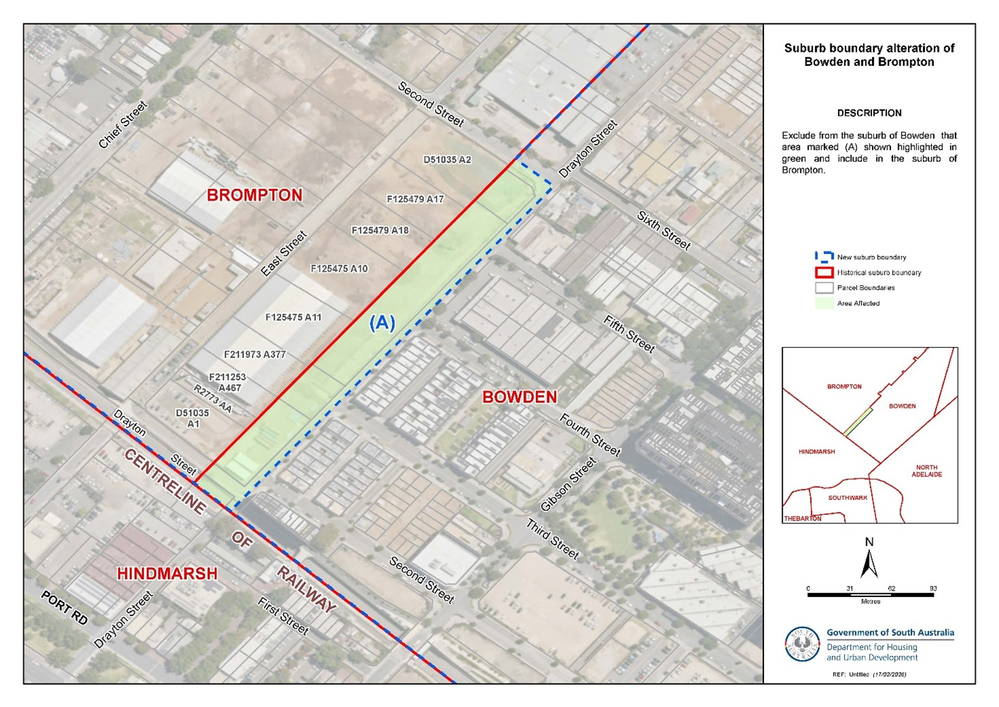 Suburb boundary alteration of
Bowden and Brompton
DESCRIPTION
Exclude from the suburb of Bowden that
area marked (A) shown highlighted in
green and include in the suburb of
Brompton.
New suburb boundary
Historical suburb boundary
Parcel Boundaries
Area Affected
BROMPTON
BOWDEN
HINDMARSH
NORTH
ADELAIDE
SOUTHWARK
THEBARTON
N
0 31 62 93
Metres
SOUTH AUSTRALIA
Government of South Australia
Department for Housing
and Urban Development
REF: Untitled (17/02/2026)
Second Street
Chief Street
Drayton Street
D51035 A2
BROMPTON
F125479 A17
Sixth Street
F125479 A18
East Street
F125475 A10
F125475 A11
(A)
Fifth Street
F211973 A377
F211253
A467
R2773 AA
D51035
A1
BOWDEN
Drayton
Street
Fourth Street
CENTRELINE
OF
RAILWAY
Gibson Street
Third Street
HINDMARSH
Second Street
PORT RD
Drayton Street
First Street